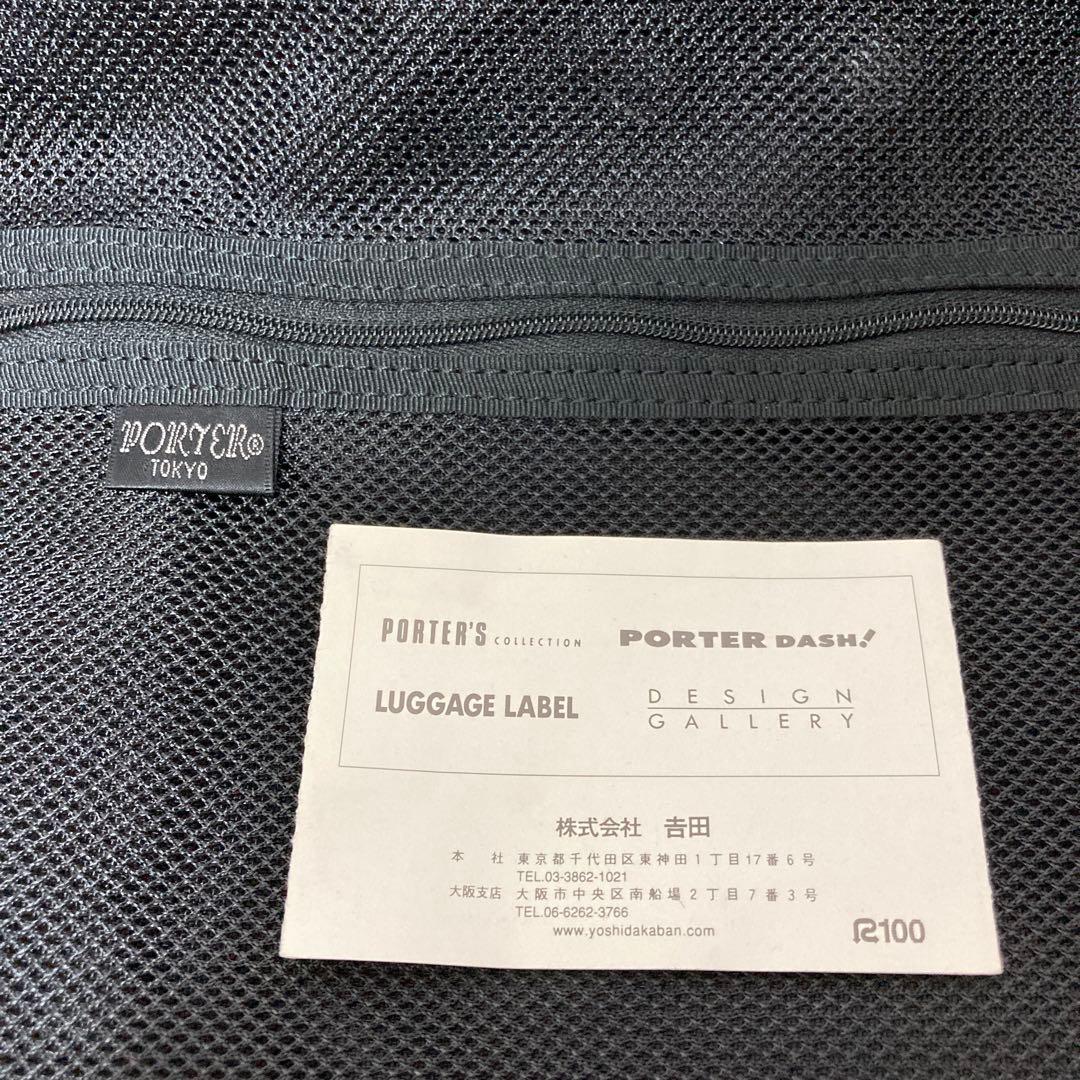 PORTER®
TOKYO
PORTER'S COLLECTION
PORTER DASH!
LUGGAGE LABEL
DESIGN
GALLERY
株式会社 𠮷田
本 社 東京都千代田区東神田1丁目17番6号
TEL.03-3862-1021
大阪支店 大阪市中央区南船場2丁目7番3号
TEL.06-6262-3766
www.yoshidakaban.com
R100